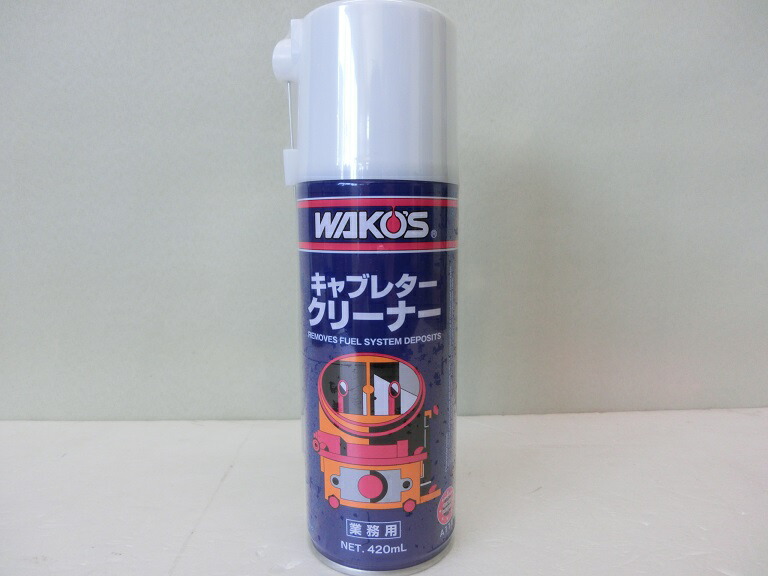 WAKO'S®
キャブレター
クリーナー
REMOVES FUEL SYSTEM DEPOSITS
業務用
NET. 420mL